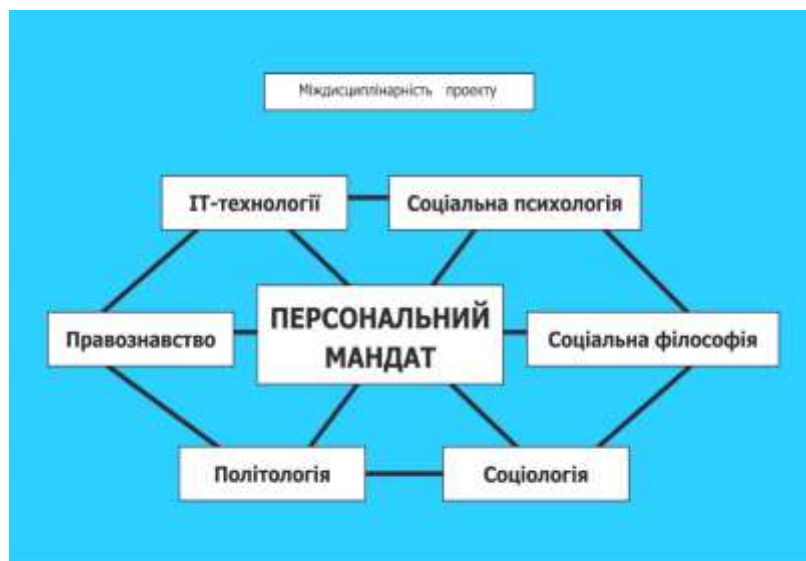 Міждисциплінарність проекту
ІТ-технології
Соціальна психологія
Правознавство
ПЕРСОНАЛЬНИЙ
МАНДАТ
Соціальна філософія
Політологія
Соціологія